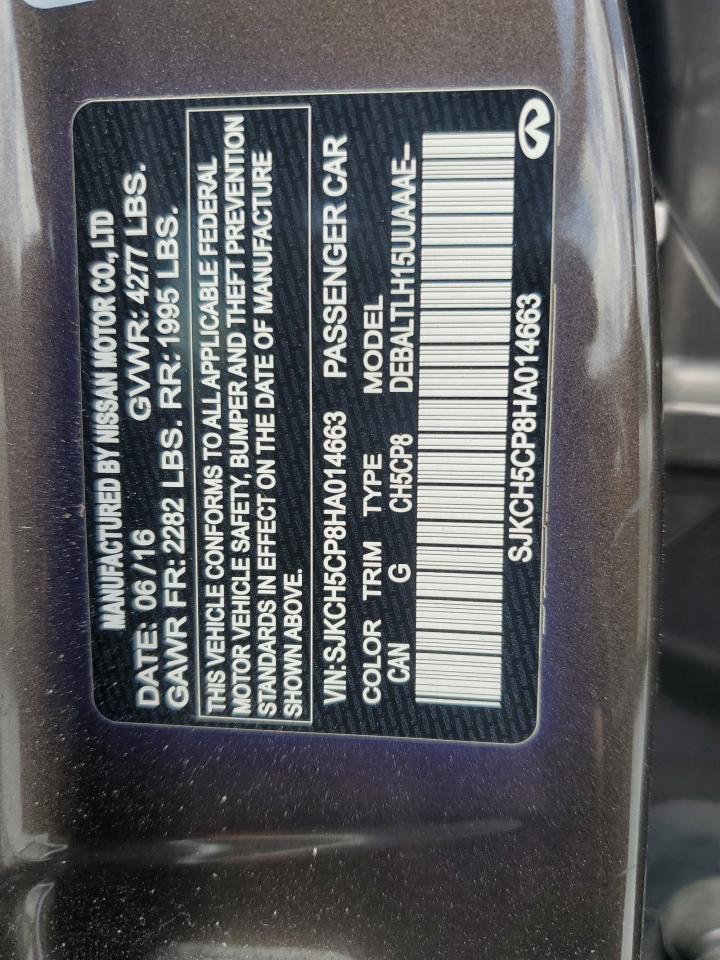 MANUFACTURED BY NISSAN MOTOR CO., LTD
DATE: 06 /16 GVWR: 4277 LBS.
GAWR FR: 2282 LBS. RR: 1995 LBS.
THIS VEHICLE CONFORMS TO ALL APPLICABLE FEDERAL
MOTOR VEHICLE SAFETY, BUMPER AND THEFT PREVENTION
STANDARDS IN EFFECT ON THE DATE OF MANUFACTURE
SHOWN ABOVE.
VIN: SJKCH5CP8HA014663 PASSENGER CAR
COLOR TRIM TYPE MODEL
CAN G CH5CP8 DEBALTLH15UUAAAE--
SJKCH5CP8HA014663